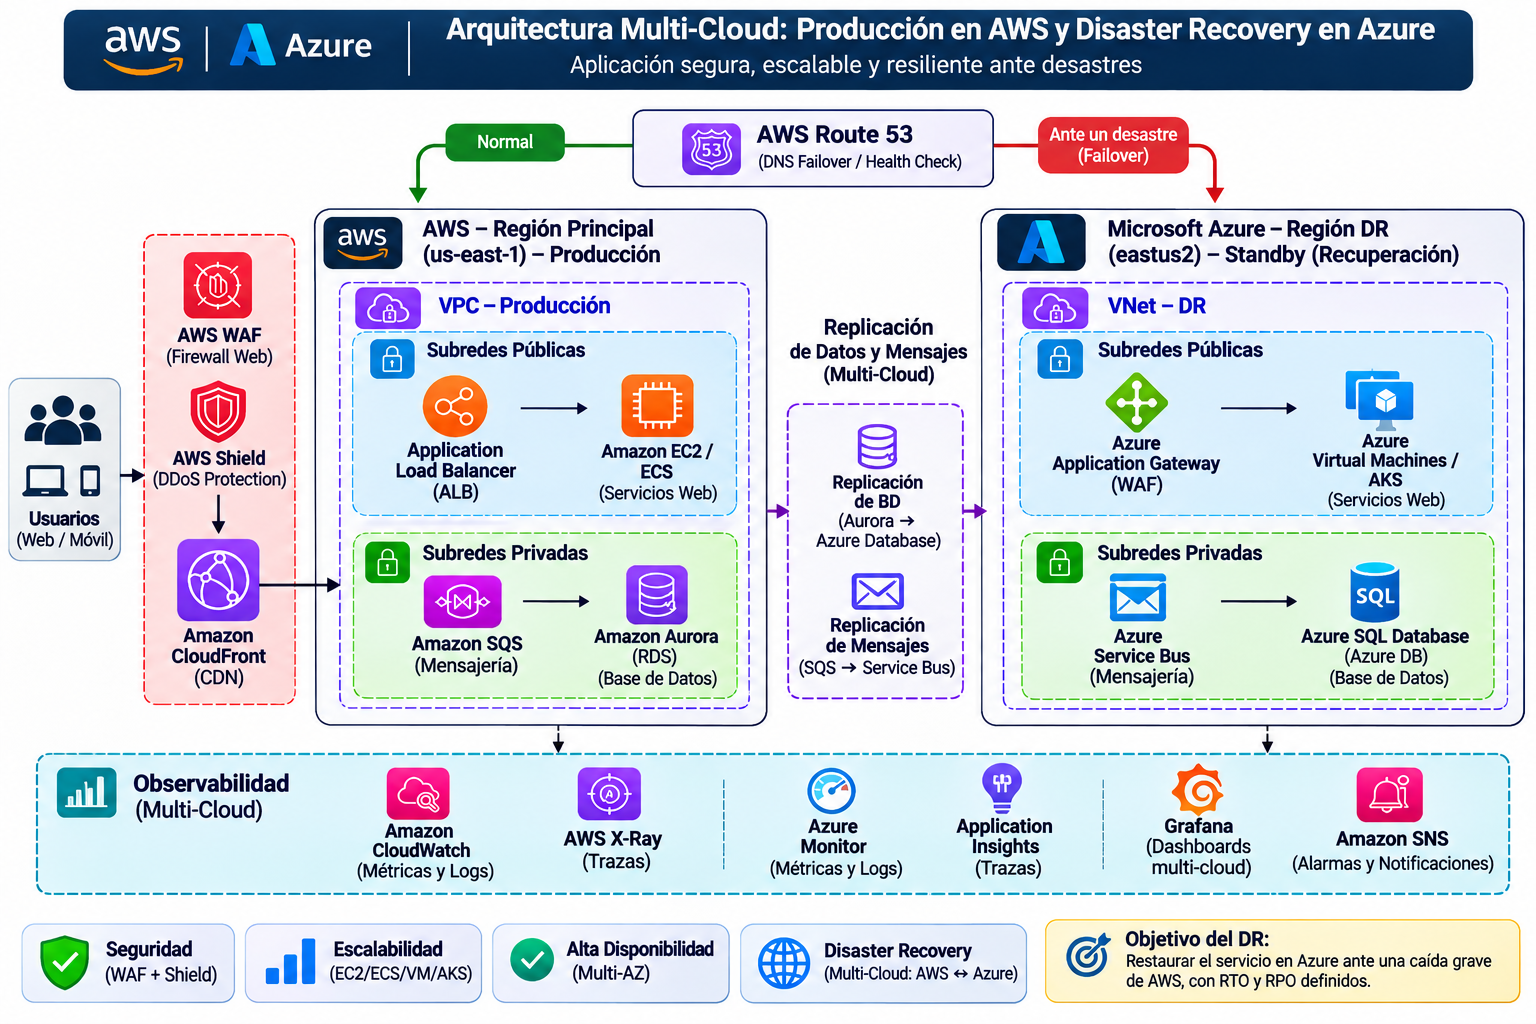 aws
Azure
Arquitectura Multi-Cloud: Producción en AWS y Disaster Recovery en Azure
Aplicación segura, escalable y resiliente ante desastres
Normal
53
AWS Route 53
(DNS Failover / Health Check)
Ante un desastre
(Failover)
Usuarios
(Web / Móvil)
AWS WAF
(Firewall Web)
AWS Shield
(DDoS Protection)
Amazon
CloudFront
(CDN)
aws
AWS – Región Principal
(us-east-1) – Producción
VPC – Producción
Subredes Públicas
Application
Load Balancer
(ALB)
Amazon EC2 /
ECS
(Servicios Web)
Subredes Privadas
Amazon SQS
(Mensajería)
Amazon Aurora
(RDS)
(Base de Datos)
Replicación
de Datos y Mensajes
(Multi-Cloud)
Replicación
de BD
(Aurora →
Azure Database)
Replicación
de Mensajes
(SQS → Service Bus)
Microsoft Azure – Región DR
(eastus2) – Standby (Recuperación)
VNet – DR
Subredes Públicas
Azure
Application Gateway
(WAF)
Azure
Virtual Machines /
AKS
(Servicios Web)
Subredes Privadas
Azure
Service Bus
(Mensajería)
SQL
Azure SQL Database
(Azure DB)
(Base de Datos)
Observabilidad
(Multi-Cloud)
Amazon
CloudWatch
(Métricas y Logs)
A
AWS X-Ray
(Trazas)
Azure
Monitor
(Métricas y Logs)
Application
Insights
(Trazas)
Grafana
(Dashboards
multi-cloud)
Amazon SNS
(Alarmas y Notificaciones)
Seguridad
(WAF + Shield)
Escalabilidad
(EC2/ECS/VM/AKS)
Alta Disponibilidad
(Multi-AZ)
Disaster Recovery
(Multi-Cloud: AWS ↔ Azure)
Objetivo del DR:
Restaurar el servicio en Azure ante una caída grave
de AWS, con RTO y RPO definidos.